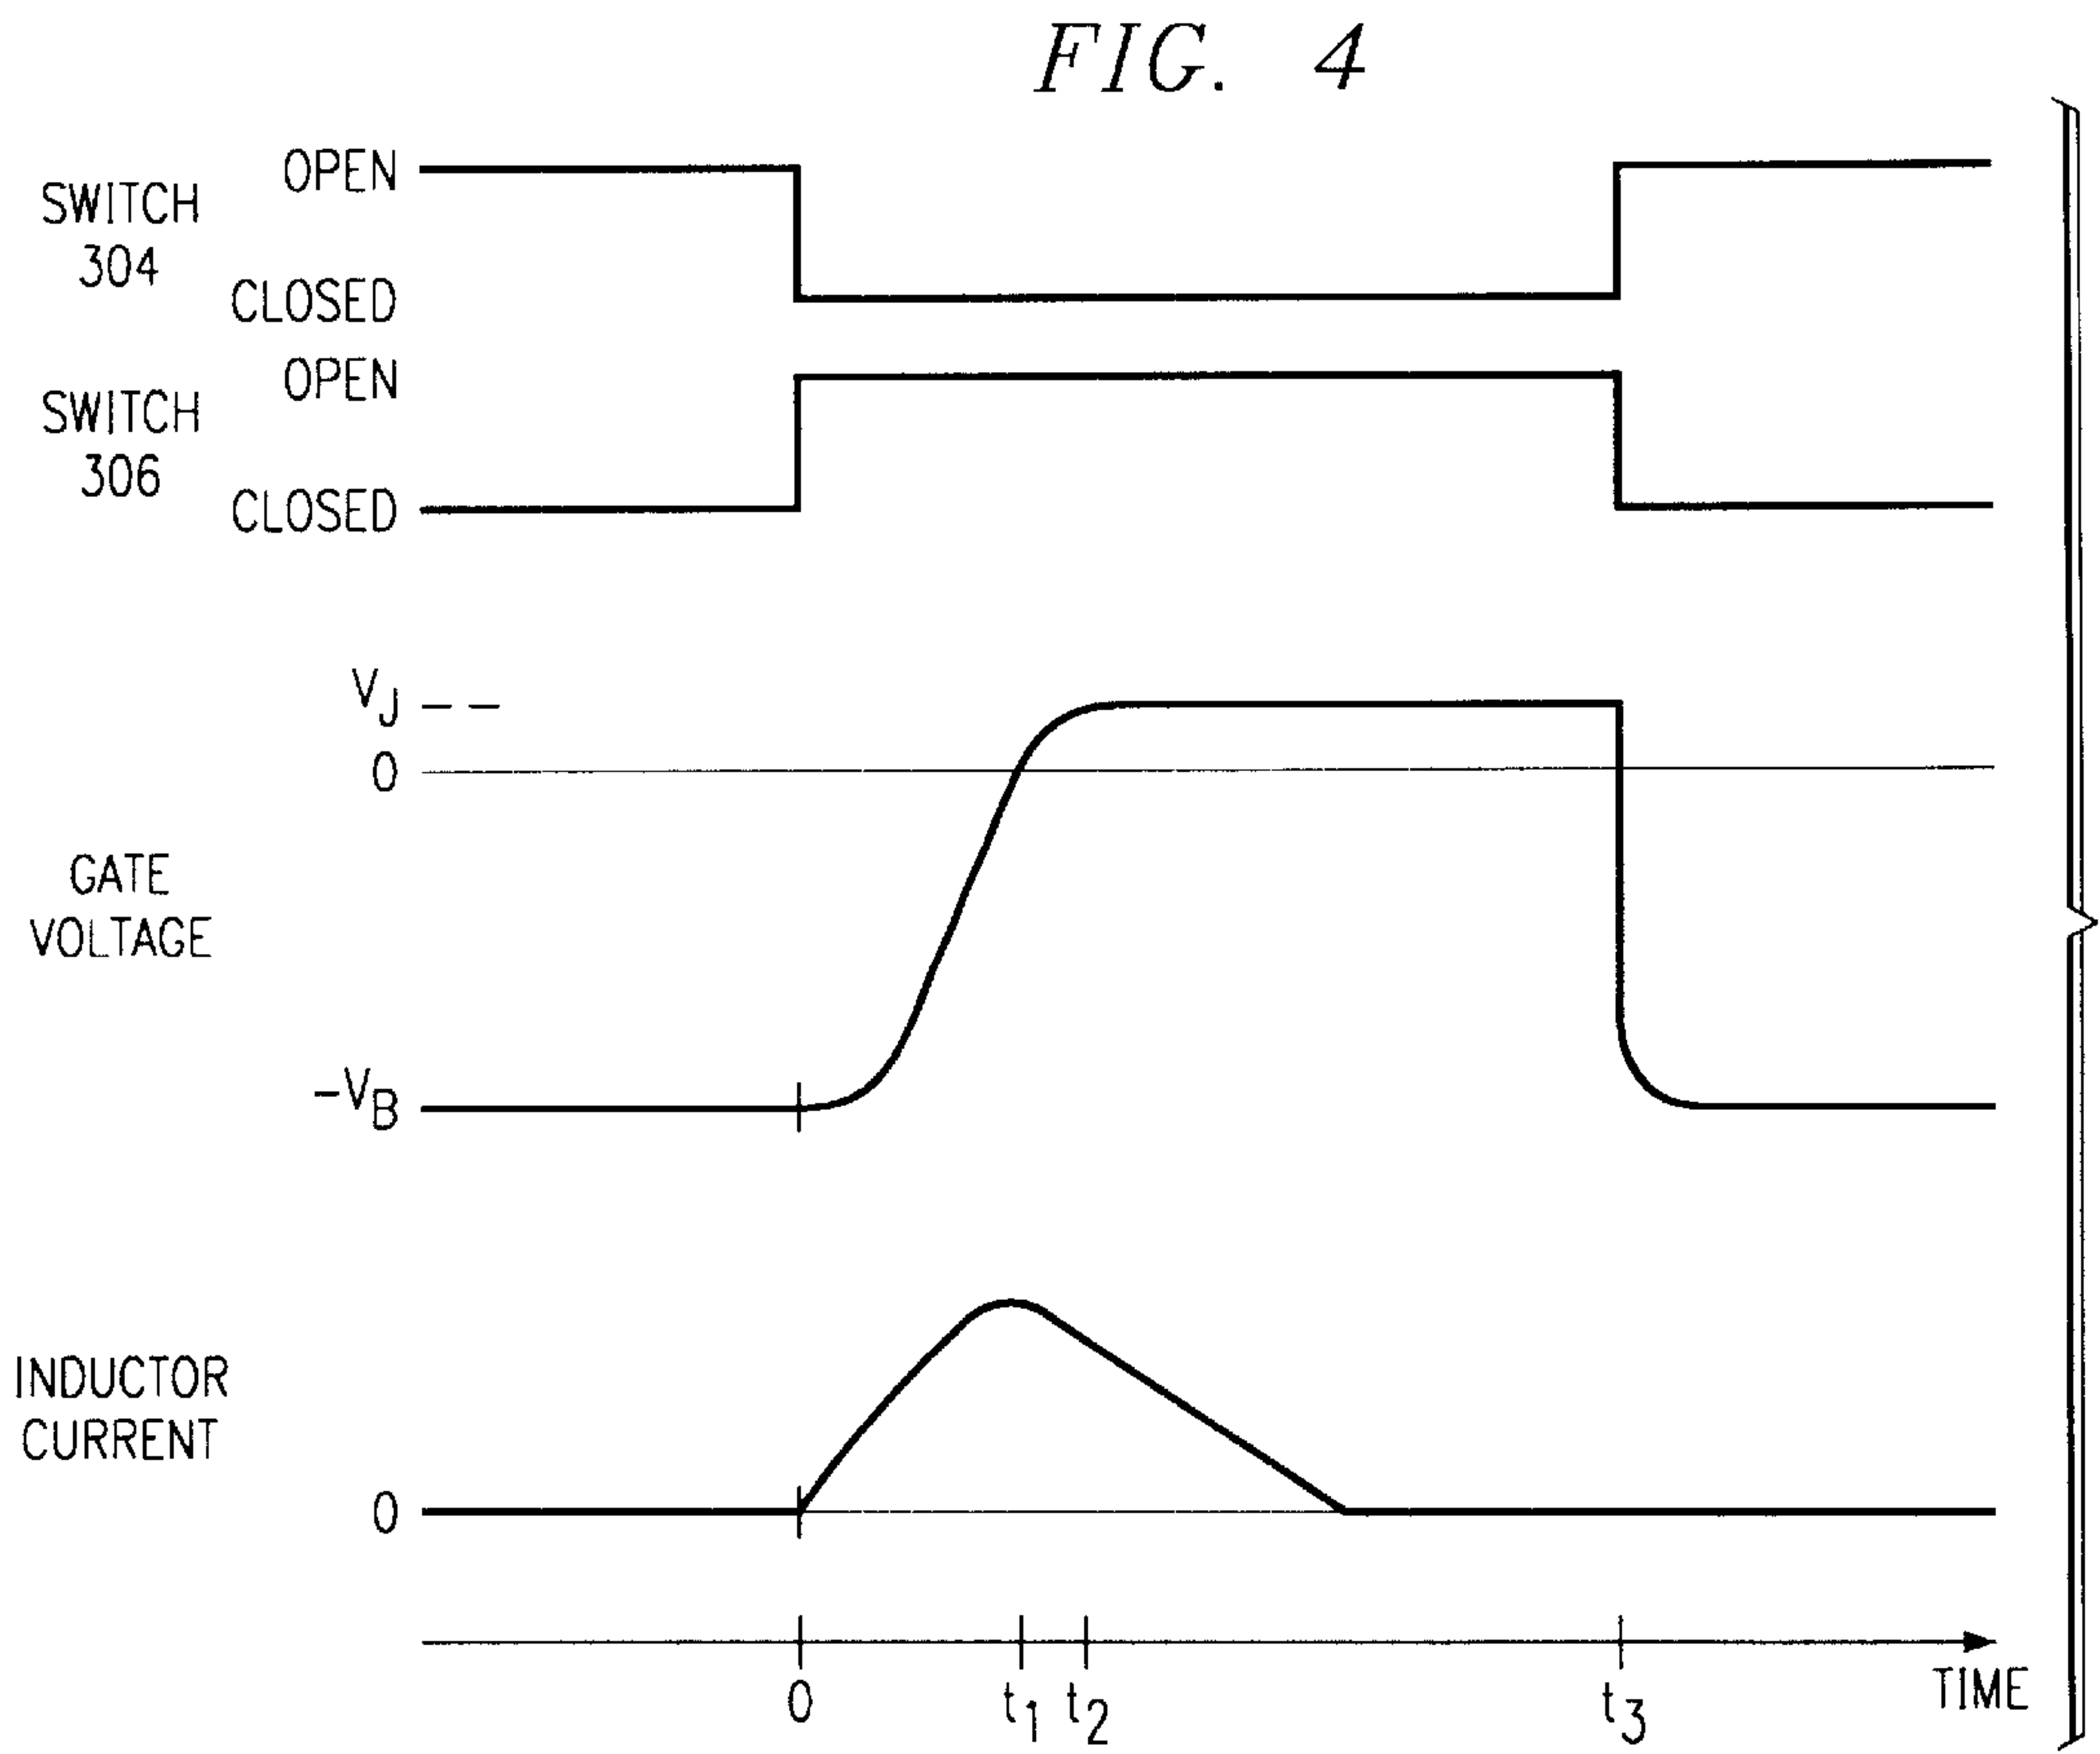 FIG. 4
OPEN
SWITCH
304
CLOSED
OPEN
SWITCH
306
CLOSED
VJ
0
GATE
VOLTAGE
-VB
INDUCTOR
CURRENT
0
0 t1 t2 t3 TIME